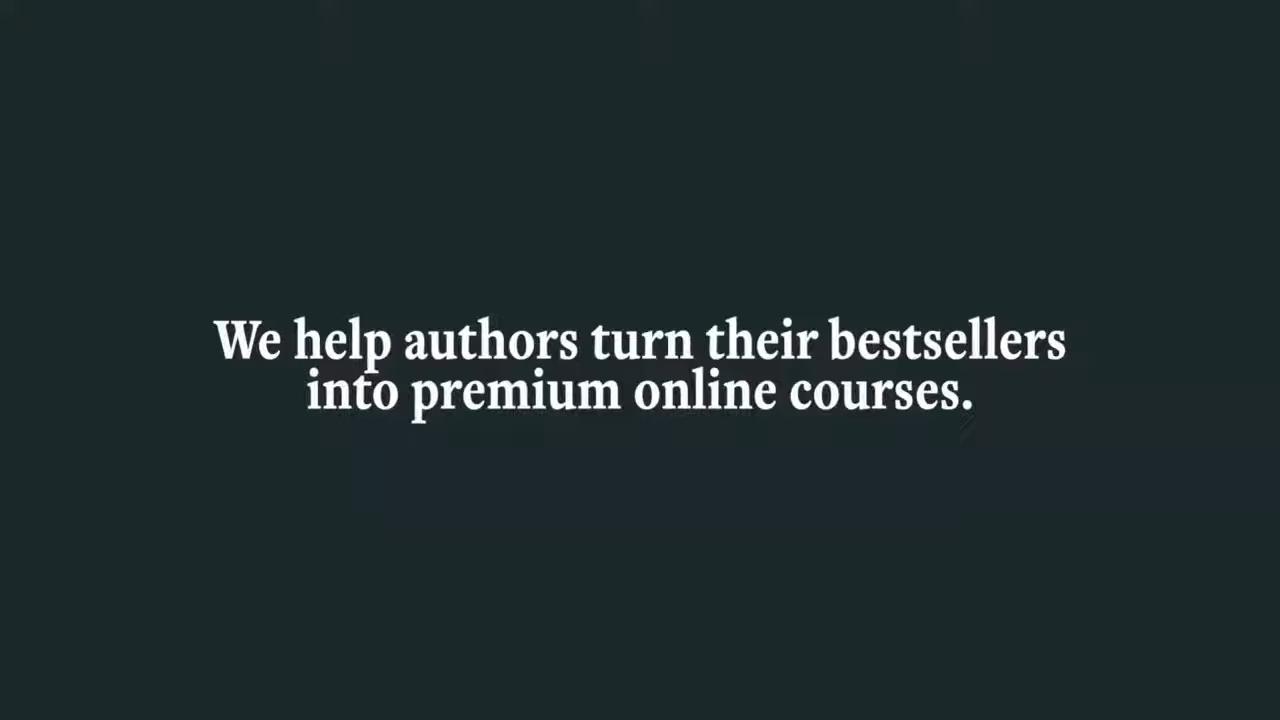 We help authors turn their bestsellers
into premium online courses.